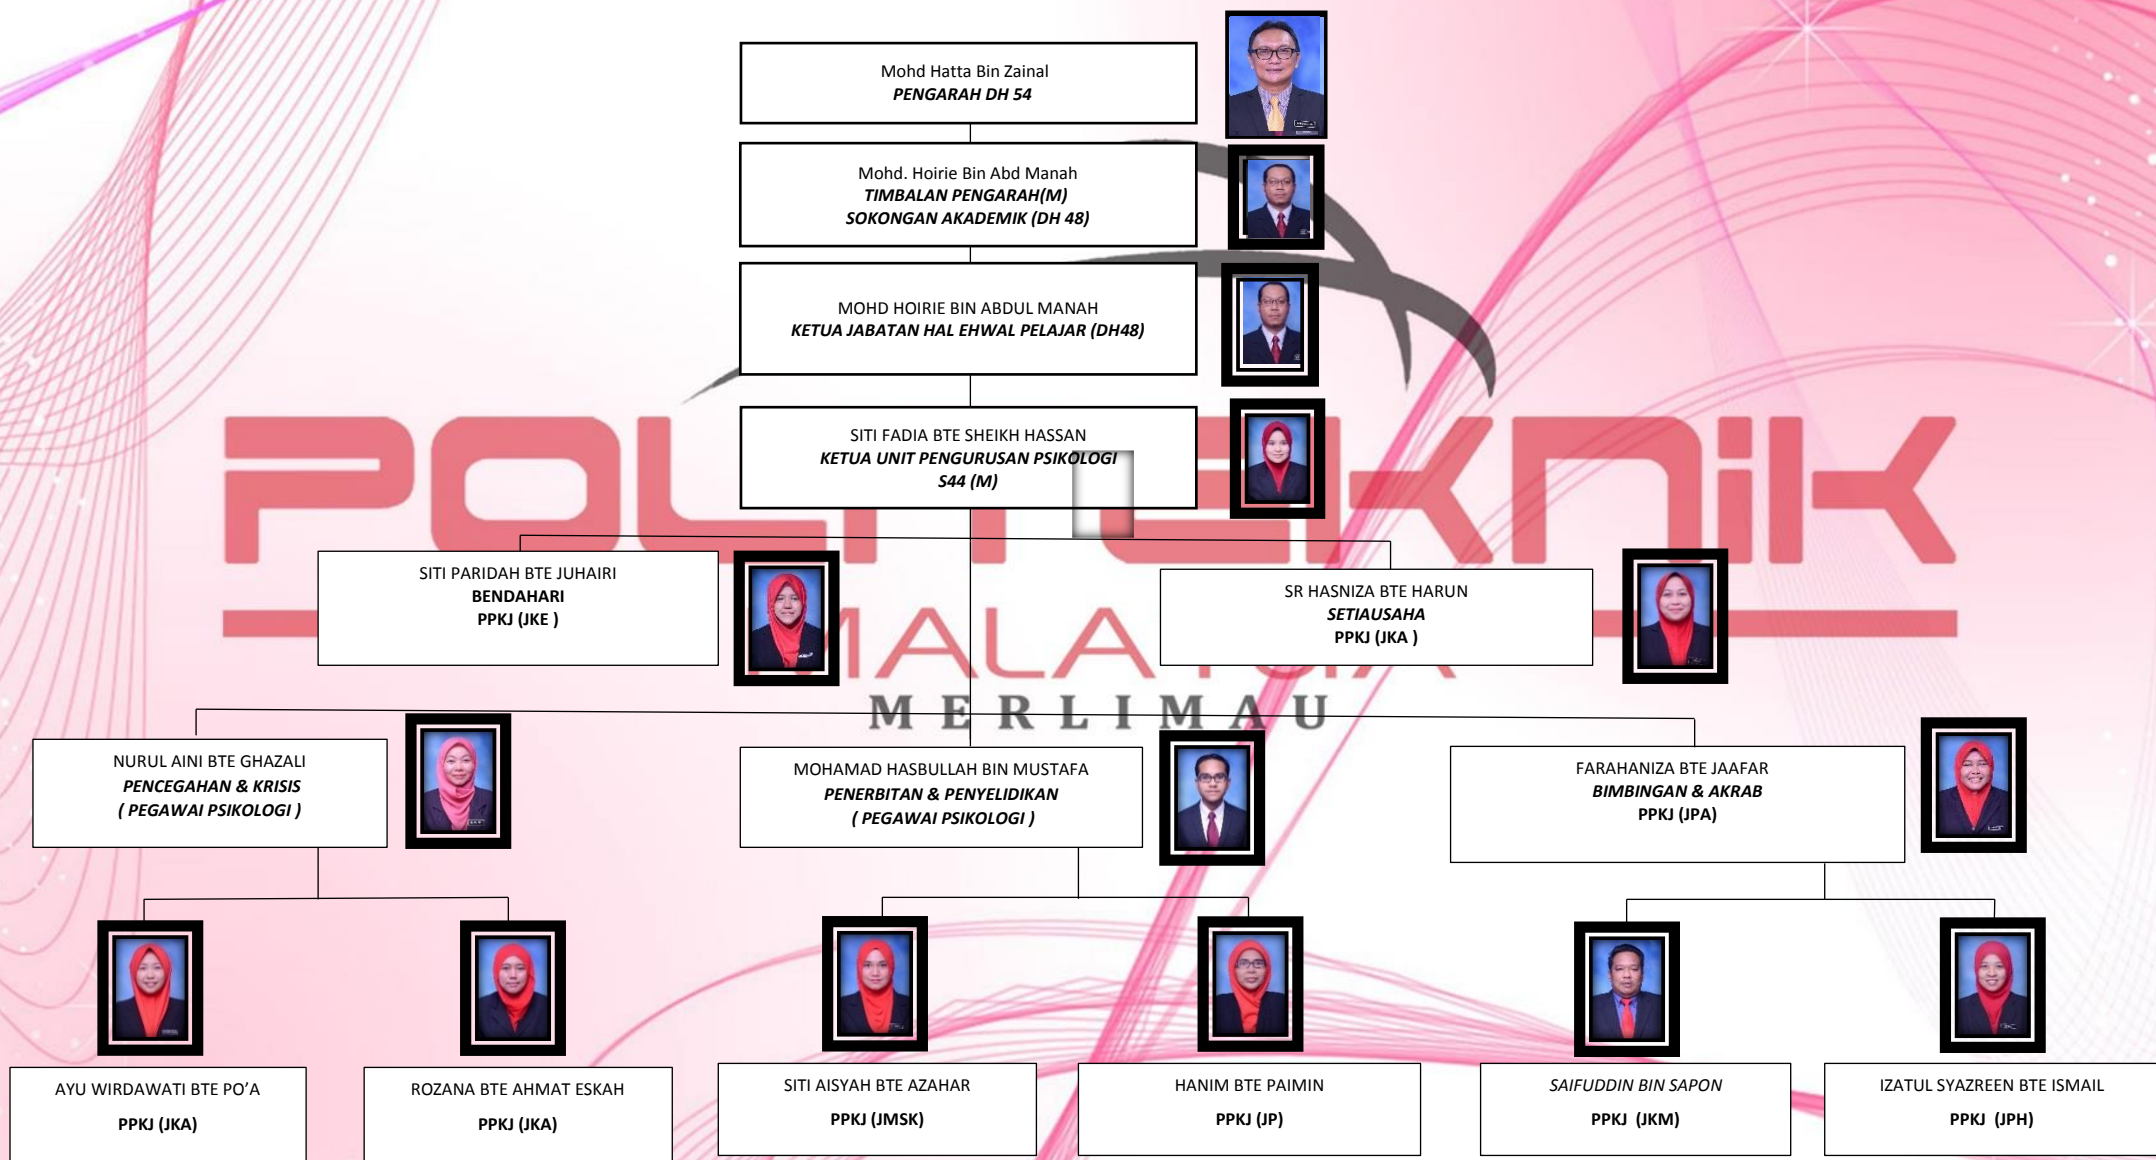 Mohd Hatta Bin Zainal
PENGARAH DH 54
Mohd. Hoirie Bin Abd Manah
TIMBALAN PENGARAH(M)
SOKONGAN AKADEMIK (DH 48)
MOHD HOIRIE BIN ABDUL MANAH
KETUA JABATAN HAL EHWAL PELAJAR (DH48)
SITI FADIA BTE SHEIKH HASSAN
KETUA UNIT PENGURUSAN PSIKOLOGI
S44 (M)
POLITEKNIK
MALAYSIA
MERLIMAU
SITI PARIDAH BTE JUHAIRI
BENDAHARI
PPKJ (JKE )
SR HASNIZA BTE HARUN
SETIAUSAHA
PPKJ (JKA )
NURUL AINI BTE GHAZALI
PENCEGAHAN & KRISIS
( PEGAWAI PSIKOLOGI )
MOHAMAD HASBULLAH BIN MUSTAFA
PENERBITAN & PENYELIDIKAN
( PEGAWAI PSIKOLOGI )
FARAHANIZA BTE JAAFAR
BIMBINGAN & AKRAB
PPKJ (JPA)
AYU WIRDAWATI BTE PO’A
PPKJ (JKA)
ROZANA BTE AHMAT ESKAH
PPKJ (JKA)
SITI AISYAH BTE AZAHAR
PPKJ (JMSK)
HANIM BTE PAIMIN
PPKJ (JP)
SAIFUDDIN BIN SAPON
PPKJ (JKM)
IZATUL SYAZREEN BTE ISMAIL
PPKJ (JPH)